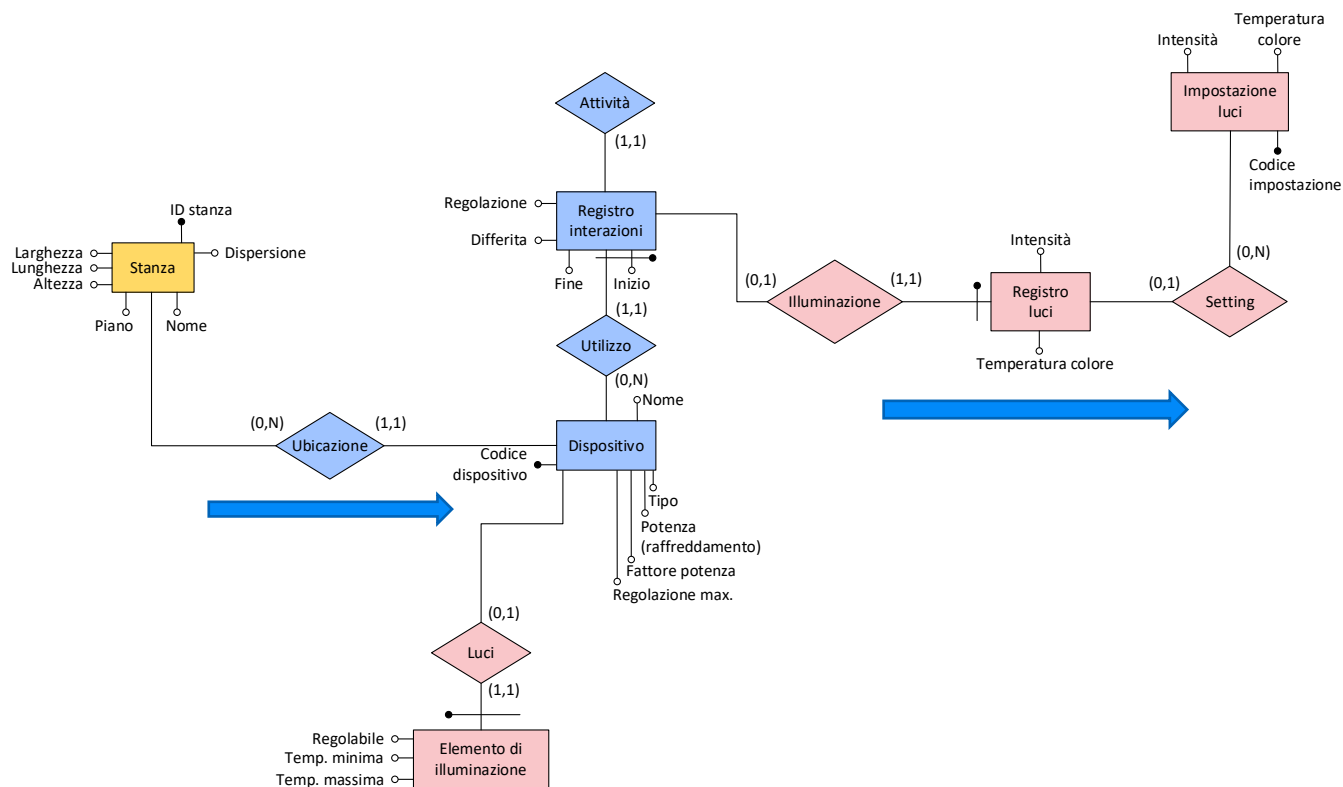 Temperatura
colore
Intensità
Impostazione
luci
Codice
impostazione
(0,N)
Setting
(0,1)
Attività
(1,1)
Regolazione
Differita
Registro
interazioni
Fine
Inizio
(1,1)
Utilizzo
(0,N)
(0,1)
Illuminazione
(1,1)
Intensità
Registro
luci
Temperatura colore
ID stanza
Larghezza
Lunghezza
Altezza
Stanza
Dispersione
Piano
Nome
(0,N)
Ubicazione
(1,1)
Nome
Dispositivo
Codice
dispositivo
Tipo
Potenza
(raffreddamento)
Fattore potenza
Regolazione max.
(0,1)
Luci
(1,1)
Regolabile
Temp. minima
Temp. massima
Elemento di
illuminazione